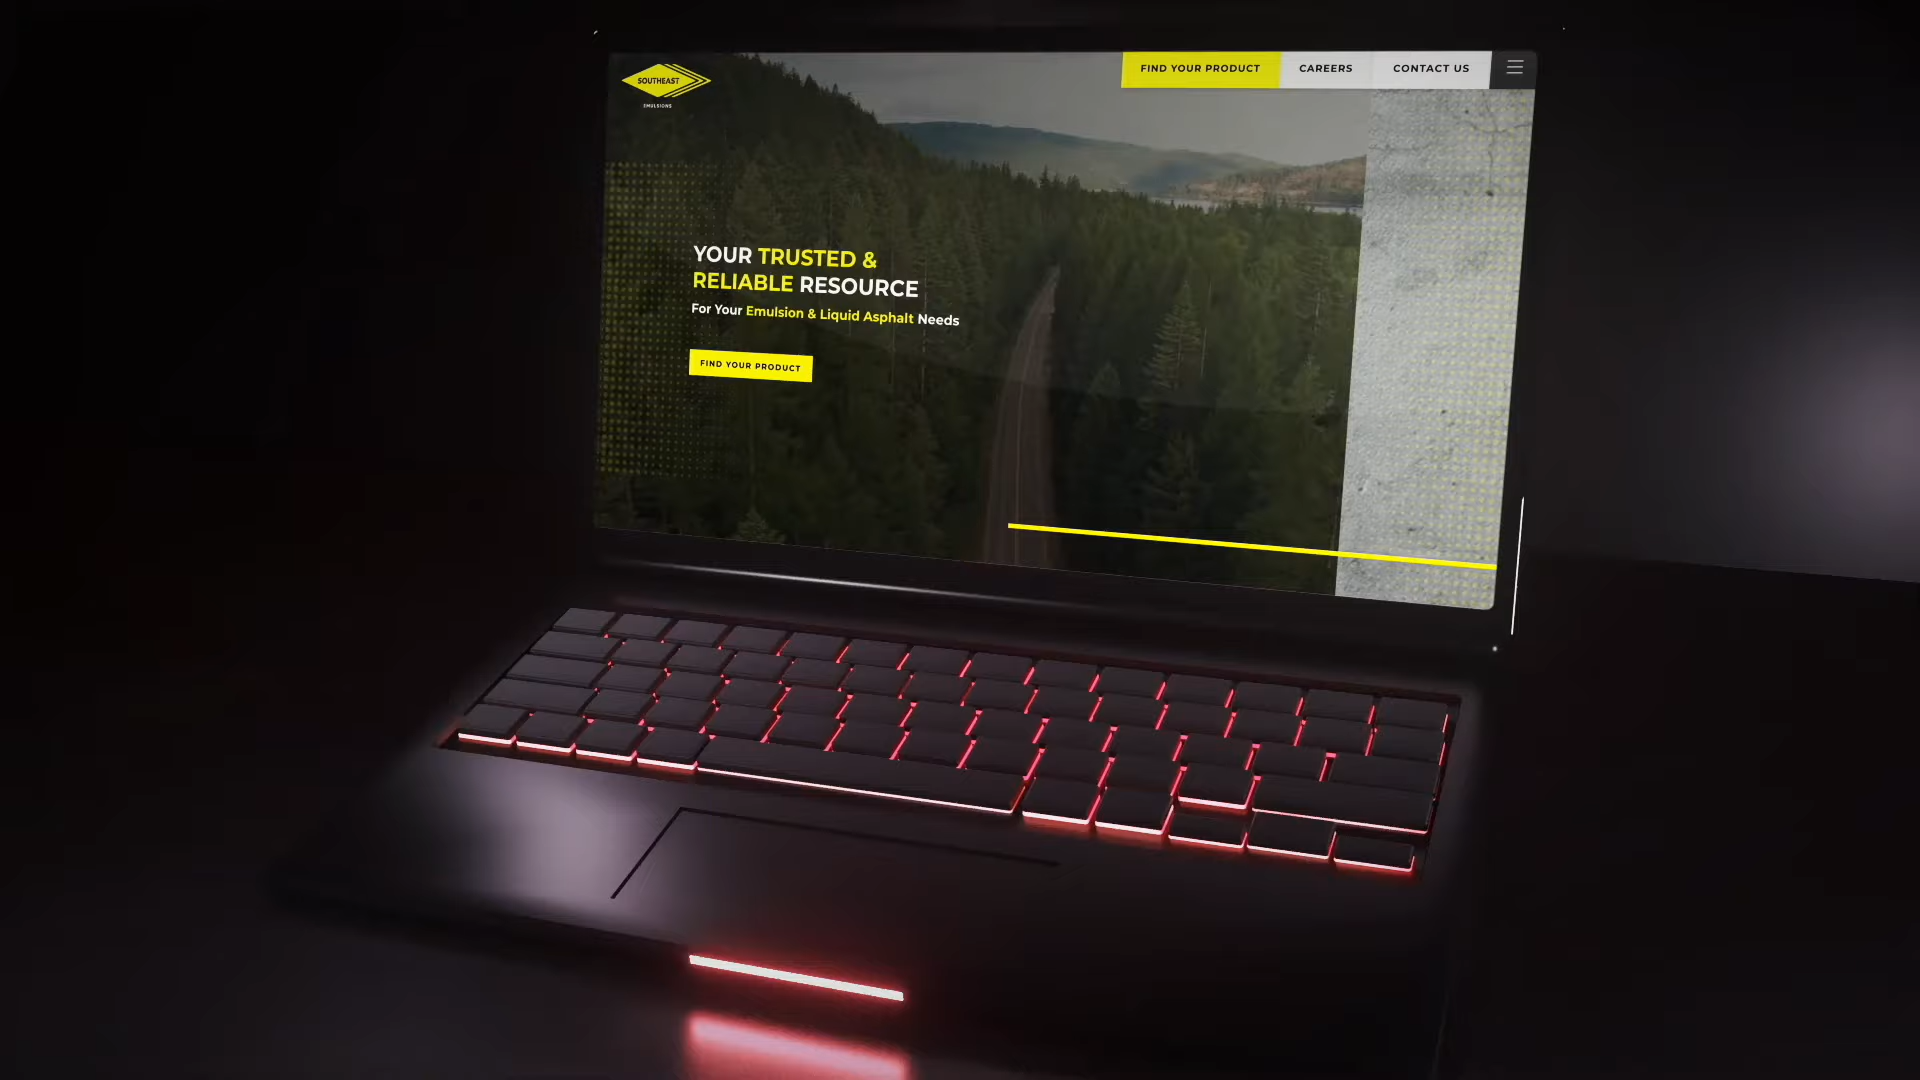 SOUTHEAST
EMULSIONS
FIND YOUR PRODUCT
CAREERS
CONTACT US
YOUR TRUSTED &
RELIABLE RESOURCE
For Your Emulsion & Liquid Asphalt Needs
FIND YOUR PRODUCT